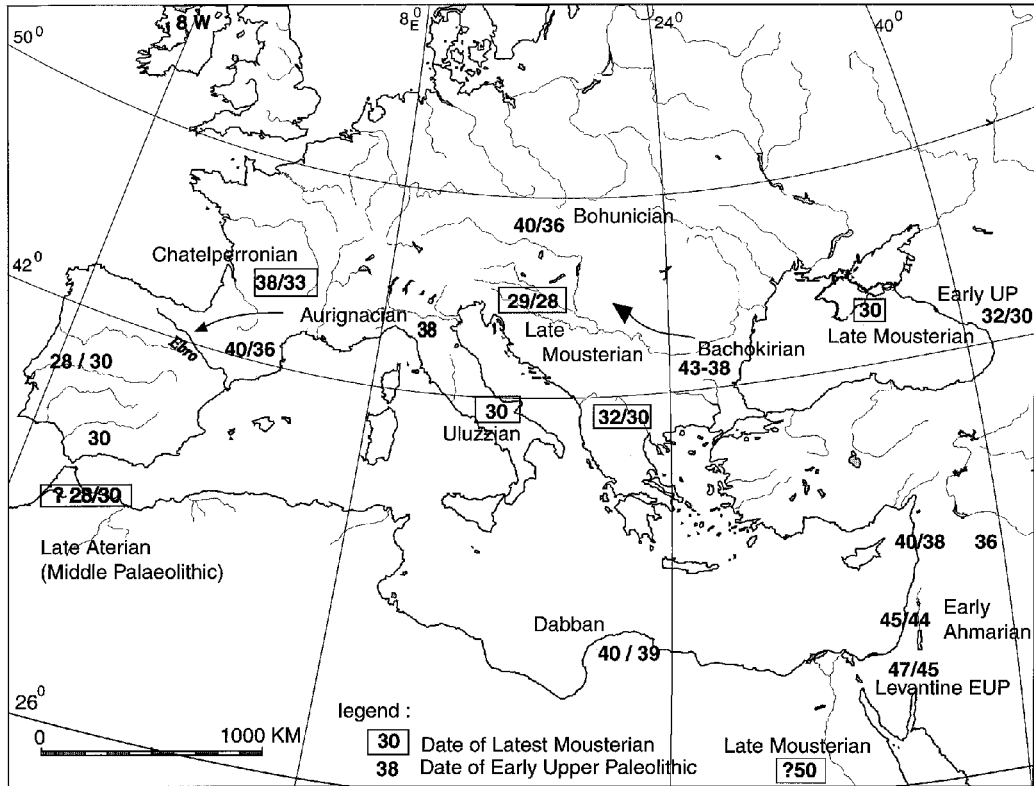 8 W
8° E
24°
40°
50°
42°
26°
40/36 Bohunician
Chatelperronian
38/33
Aurignacian
38
40/36
Ebro
28 / 30
30
? 28/30
Late Aterian
(Middle Palaeolithic)
29/28
Late
Mousterian
Bachokirian
43-38
30
Late Mousterian
Early UP
32/30
30
Uluzzian
32/30
40/38
36
45/44
Early
Ahmarian
47/45
Levantine EUP
Dabban
40 / 39
Late Mousterian
?50
0 1000 KM
legend :
30 Date of Latest Mousterian
38 Date of Early Upper Paleolithic